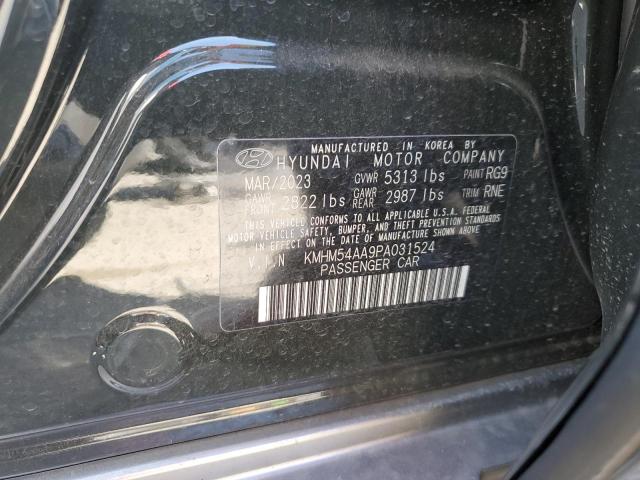 MANUFACTURED IN KOREA BY
HYUNDAI MOTOR COMPANY
MAR/2023 GVWR 5313 lbs PAINT RG9
GAWR FRONT 2822 lbs GAWR REAR 2987 lbs TRIM RNE
THIS VEHICLE CONFORMS TO ALL APPLICABLE U.S.A. FEDERAL
MOTOR VEHICLE SAFETY, BUMPER, AND THEFT PREVENTION STANDARDS
IN EFFECT ON THE DATE OF MANUFACTURE SHOWN ABOVE.
V.I.N KMHM54AA9PA031524
PASSENGER CAR